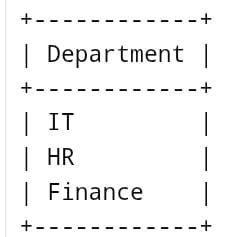 +------------+
| Department |
+------------+
| IT         |
| HR         |
| Finance    |
+------------+